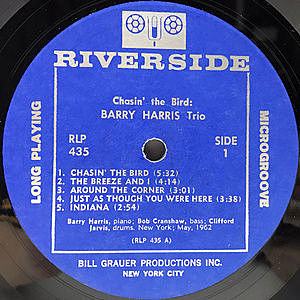 RIVERSIDE
Chasin' the Bird:
BARRY HARRIS Trio
RLP
435
SIDE
1
LONG PLAYING
MICROGROOVE
1. CHASIN' THE BIRD (5:32)
2. THE BREEZE AND I (4:14)
3. AROUND THE CORNER (3:01)
4. JUST AS THOUGH YOU WERE HERE (3:38)
5. INDIANA (2:54)
Barry Harris, piano; Bob Cranshaw, bass; Clifford
Jarvis, drums. New York; May, 1962
(RLP 435 A)
BILL GRAUER PRODUCTIONS INC.
NEW YORK CITY